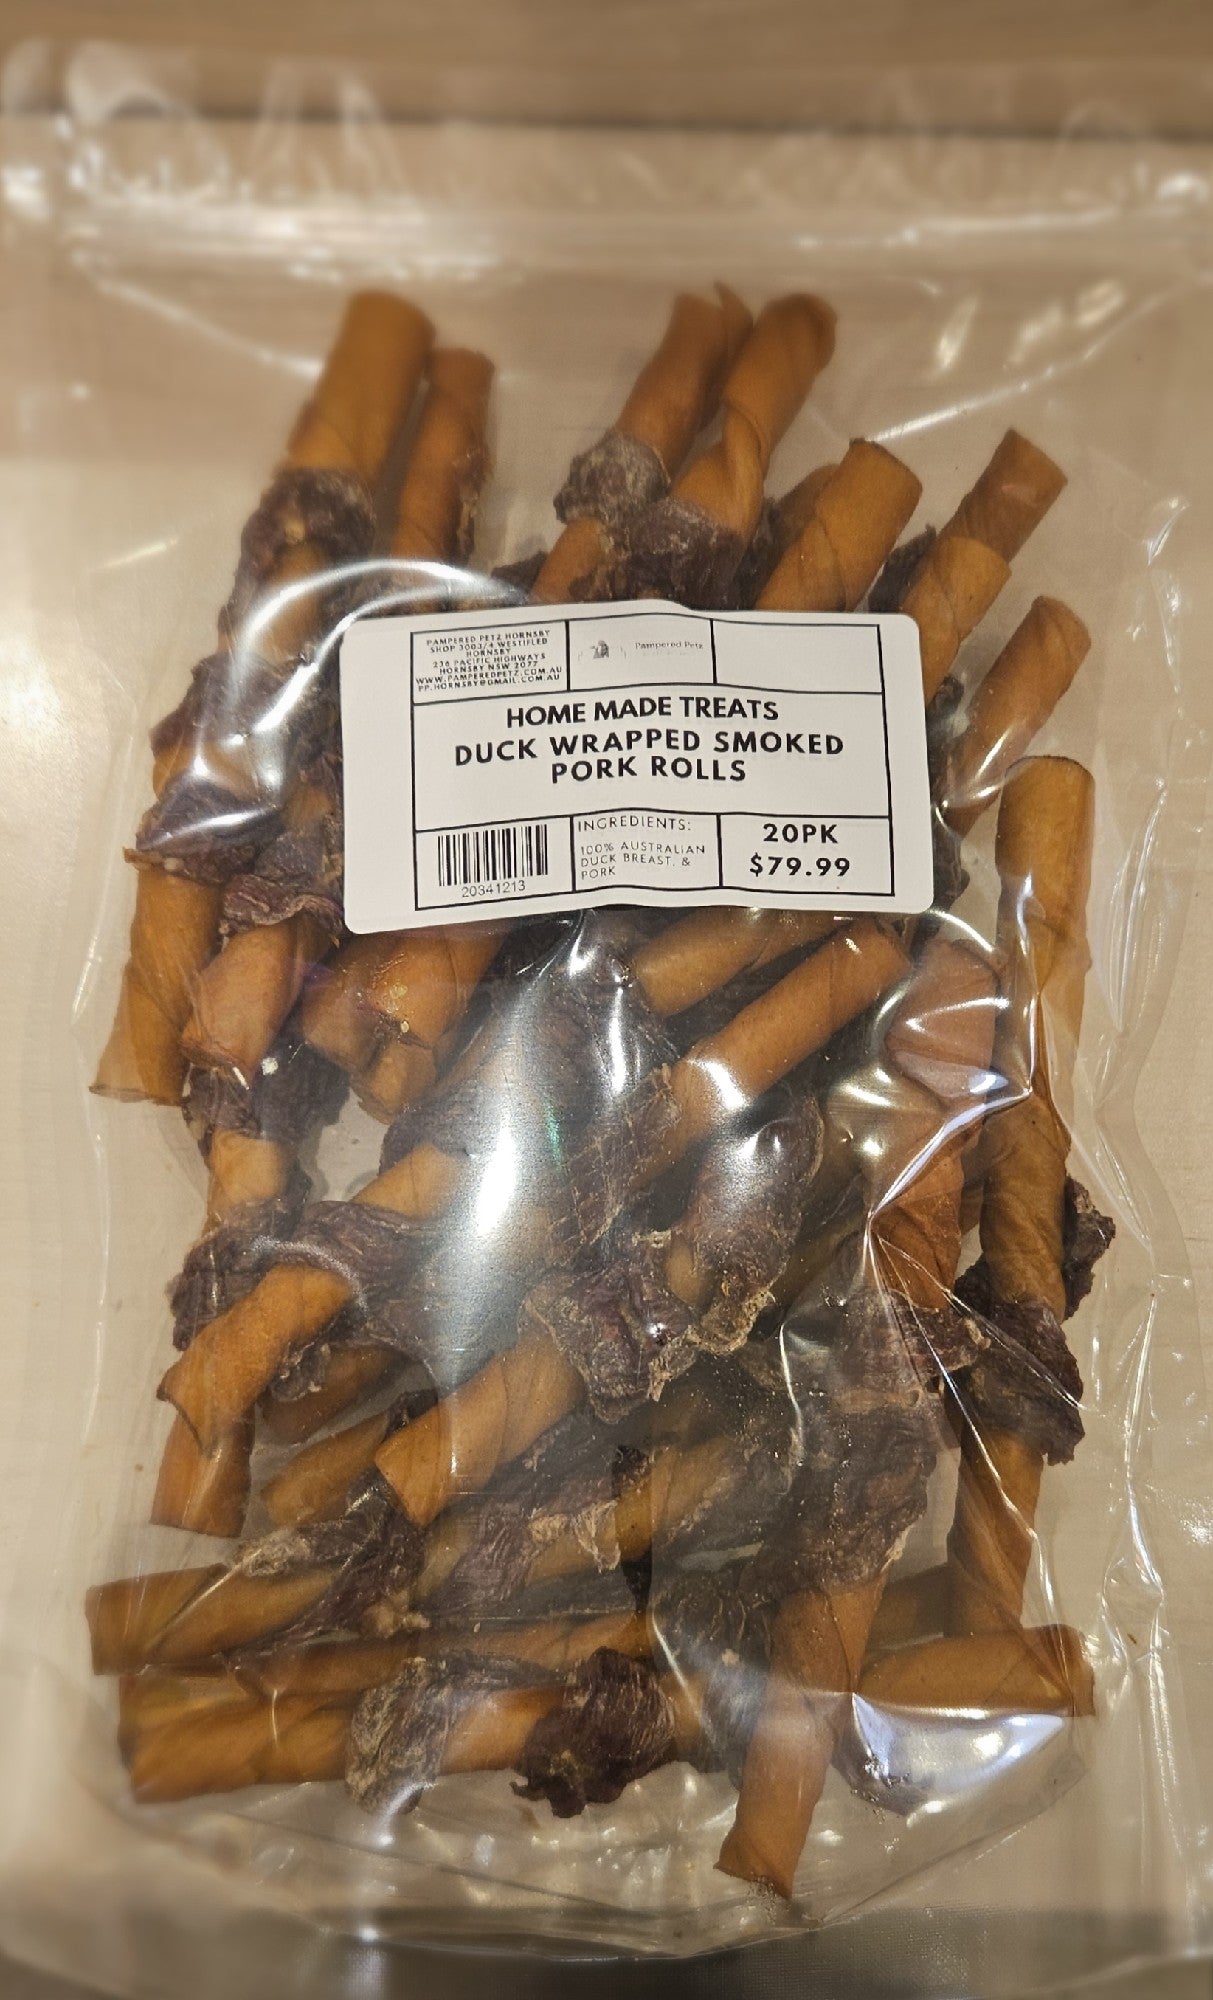 PAMPERED PETZ HORNSBY
SHOP 3003/4 WESTIFLED
HORNSBY
236 PACIFIC HIGHWAYS
HORNSBY NSW 2077
WWW.PAMPEREDPETZ.COM.AU
PP.HORNSBY@GMAIL.COM.AU
Pampered Petz
HOME MADE TREATS
DUCK WRAPPED SMOKED
PORK ROLLS
20341213
INGREDIENTS:
100% AUSTRALIAN
DUCK BREAST, &
PORK
20PK
$79.99